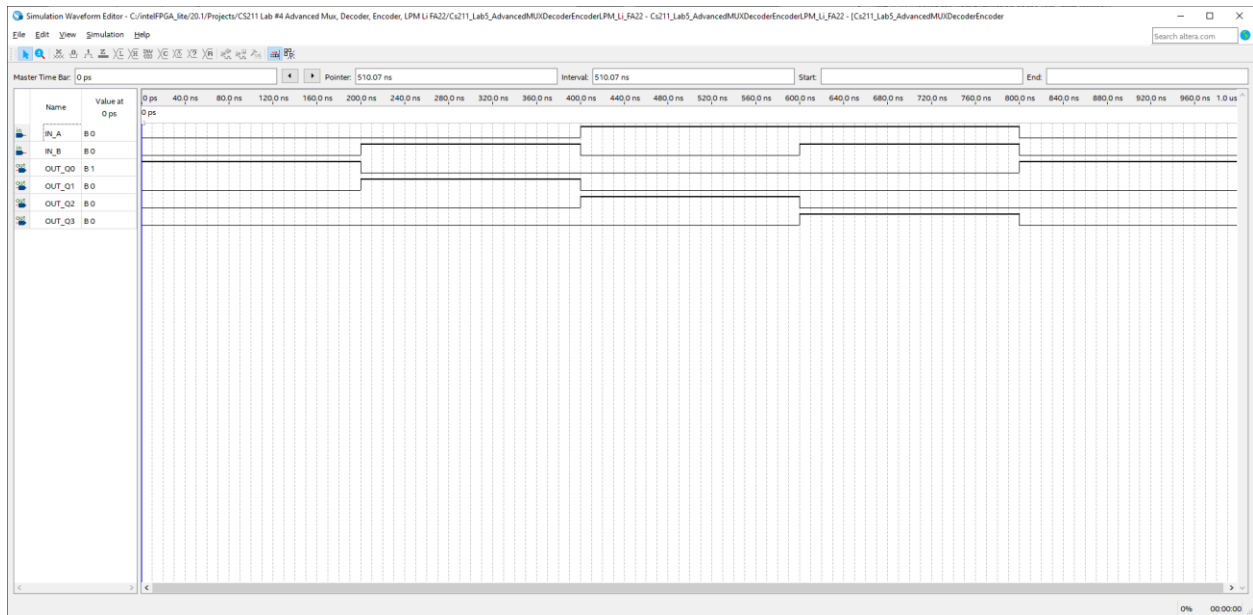 Simulation Waveform Editor - C:/intelFPGA_lite/20.1/Projects/CS211 Lab #4 Advanced Mux, Decoder, Encoder, LPM Li FA22/Cs211_Lab5_AdvancedMUXDecoderEncoderLPM_Li_FA22 - Cs211_Lab5_AdvancedMUXDecoderEncoderLPM_Li_FA22 - [Cs211_Lab5_AdvancedMUXDecoderEncoder
File Edit View Simulation Help
Search altera.com
Master Time Bar: 0 ps Pointer: 510.07 ns Interval: 510.07 ns Start: End:
Name Value at 0 ps
0 ps 40.0 ns 80.0 ns 120.0 ns 160.0 ns 200.0 ns 240.0 ns 280.0 ns 320.0 ns 360.0 ns 400.0 ns 440.0 ns 480.0 ns 520.0 ns 560.0 ns 600.0 ns 640.0 ns 680.0 ns 720.0 ns 760.0 ns 800.0 ns 840.0 ns 880.0 ns 920.0 ns 960.0 ns 1.0 us
0 ps
in IN_A B 0
in IN_B B 0
out OUT_Q0 B 1
out OUT_Q1 B 0
out OUT_Q2 B 0
out OUT_Q3 B 0
0% 00:00:00